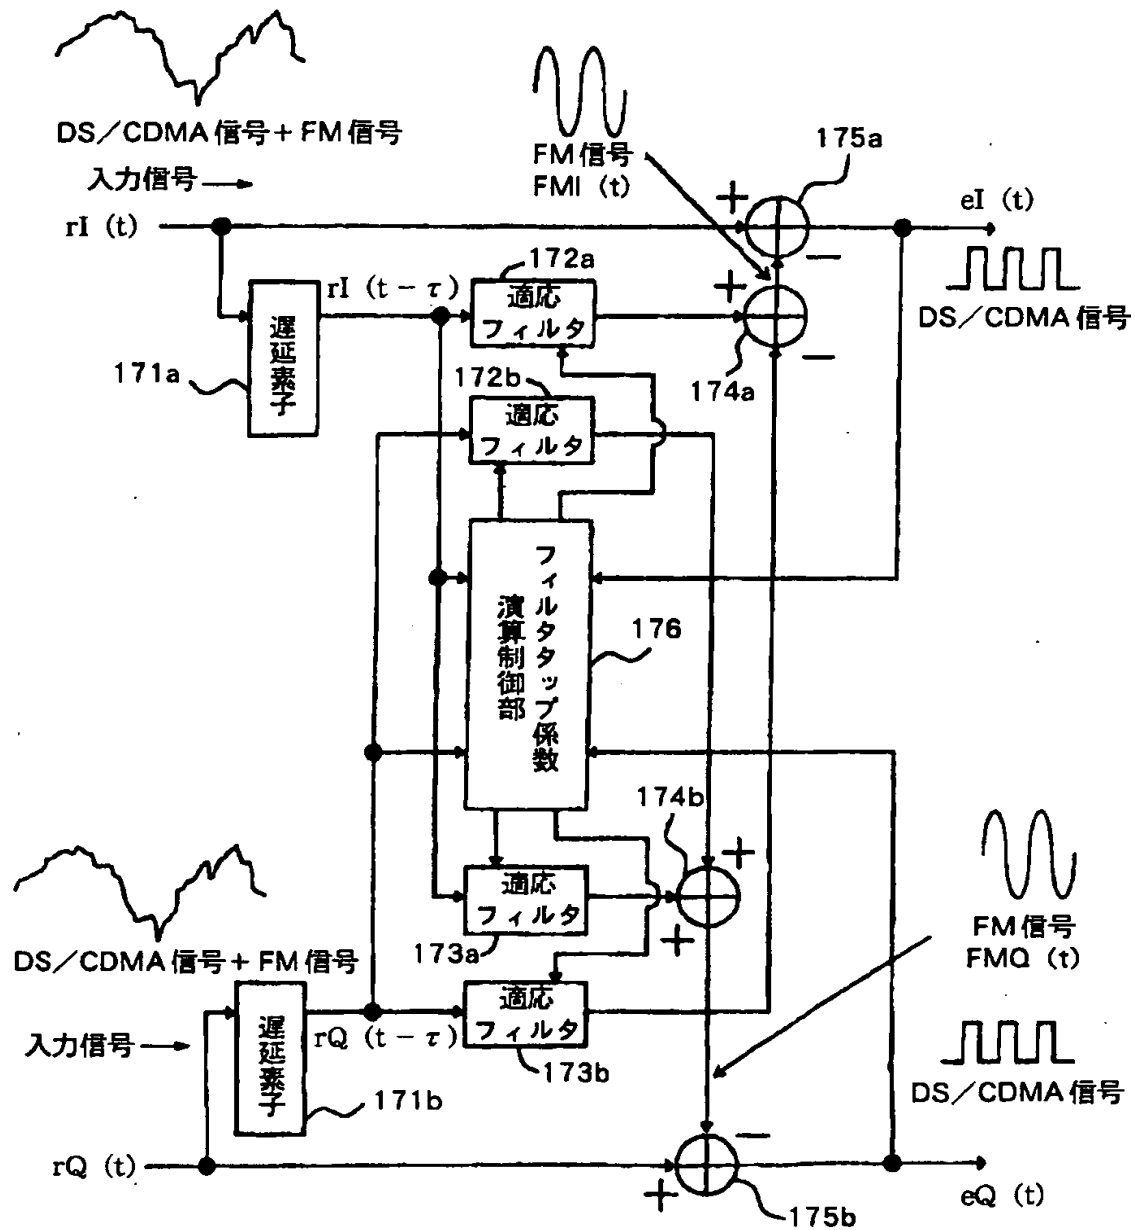 DS／CDMA 信号＋ FM 信号
入力信号
rI (t)
FM 信号
FMI (t)
175a
eI (t)
DS／CDMA 信号
172a
適応
フィルタ
rI (t－τ)
遅延素子
171a
174a
172b
適応
フィルタ
フィルタタップ係数
演算制御部
176
174b
適応
フィルタ
173a
DS／CDMA 信号＋ FM 信号
入力信号
遅延素子
171b
rQ (t－τ)
適応
フィルタ
173b
FM 信号
FMQ (t)
DS／CDMA 信号
rQ (t)
175b
eQ (t)
＋
－
＋
－
＋
＋
－
＋